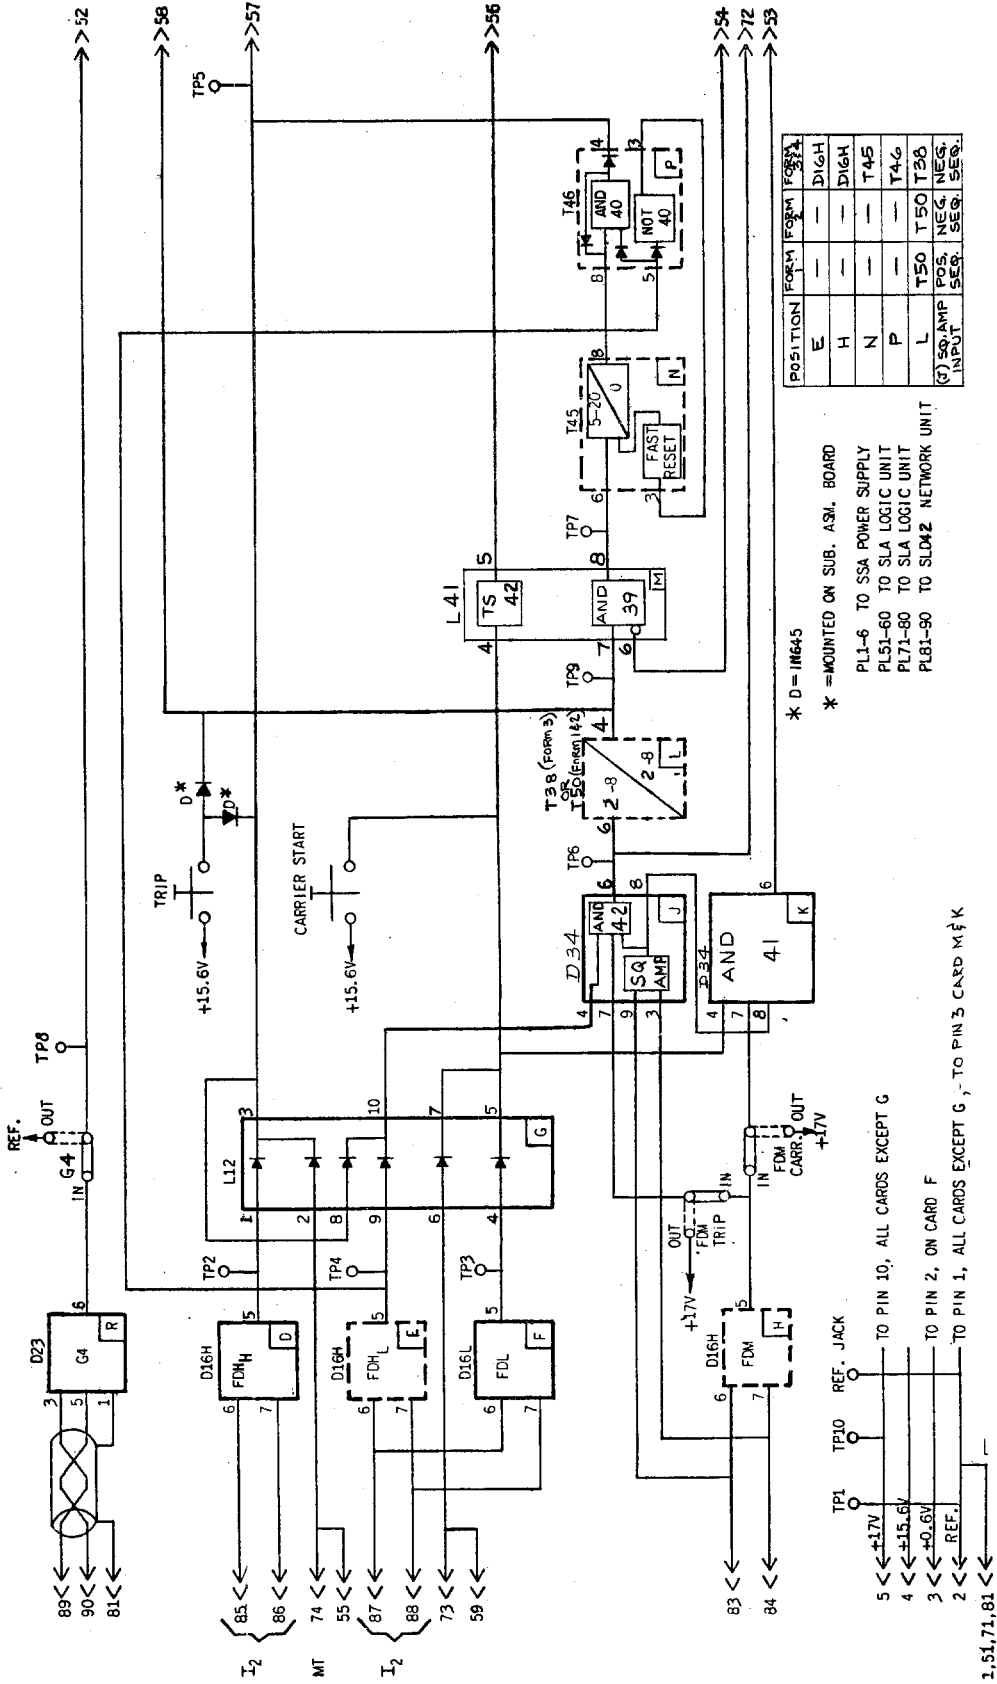 >>52
>>58
>>57
>>56
>>54
>>72
>>53
TP5
T46
P
AND
40
NOT
40
4
3
8
5
T45
N
5-20
0
FAST
RESET
8
6
3
TP7
L41
TS
42
AND
39
M
5
8
4
7
6
TP9
T38 (FORM 3)
OR
T50 (FORM 1&2)
4
2-8
2-8
L
6
TP6
D*
D*
TRIP
+15.6V
CARRIER START
+15.6V
D34
AND
42
SQ
AMP
J
6
8
4
7
9
3
D34
AND
41
K
6
4
7
8
TP8
REF.
OUT
G4
IN
L12
G
3
10
7
5
1
2
8
9
6
4
TP2
TP4
TP3
OUT
FDM
TRIP
IN
+17V
IN
FDM
CARR.
OUT
+17V
D23
G4
R
6
3
5
1
D16H
FDHH
D
5
6
7
D16H
FDHL
E
5
6
7
D16L
FDL
F
5
6
7
D16H
FDM
H
5
6
7
89
90
81
85
86
I2
MT
74
55
87
88
I2
73
59
83
84
POSITION FORM 1 FORM 2 FORM 3&4
E — — D16H
H — — D16H
N — — T45
P — — T46
L T50 T50 T38
(J) SQ. AMP INPUT POS. SEQ. NEG. SEQ. NEG. SEQ.
* D = IN645
* =MOUNTED ON SUB. ASM. BOARD
PL1-6 TO SSA POWER SUPPLY
PL51-60 TO SLA LOGIC UNIT
PL71-80 TO SLA LOGIC UNIT
PL81-90 TO SLD42 NETWORK UNIT
TP1
TP10
REF. JACK
5 +17V TO PIN 10, ALL CARDS EXCEPT G
4 +15.6V
3 +0.6V TO PIN 2, ON CARD F
2 REF. TO PIN 1, ALL CARDS EXCEPT G,- TO PIN 3 CARD M & K
1,51,71,81